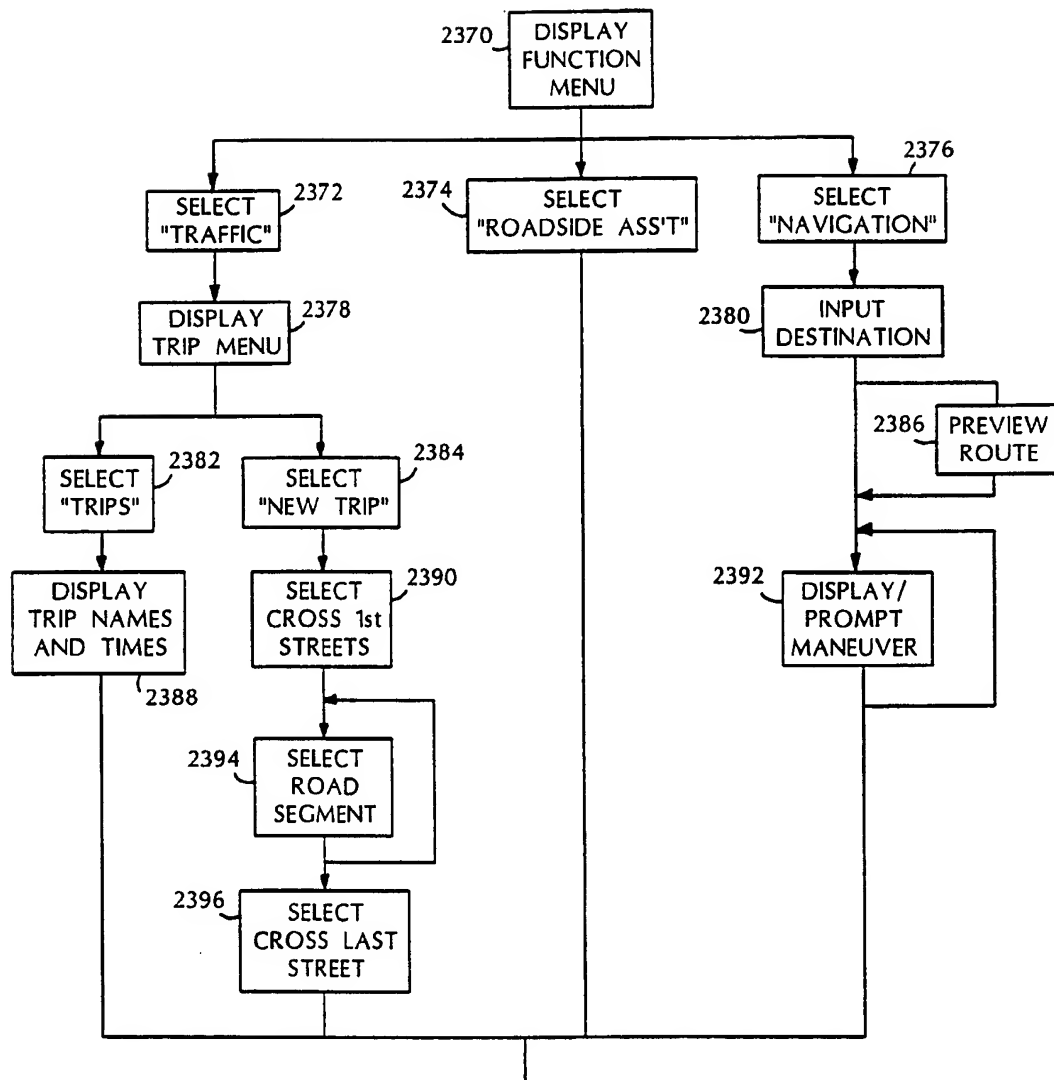 2370
DISPLAY
FUNCTION
MENU
2372
SELECT
"TRAFFIC"
2374
SELECT
"ROADSIDE ASS'T"
2376
SELECT
"NAVIGATION"
2378
DISPLAY
TRIP MENU
2380
INPUT
DESTINATION
2386
PREVIEW
ROUTE
2382
SELECT
"TRIPS"
2384
SELECT
"NEW TRIP"
2388
DISPLAY
TRIP NAMES
AND TIMES
2390
SELECT
CROSS 1st
STREETS
2392
DISPLAY/
PROMPT
MANEUVER
2394
SELECT
ROAD
SEGMENT
2396
SELECT
CROSS LAST
STREET